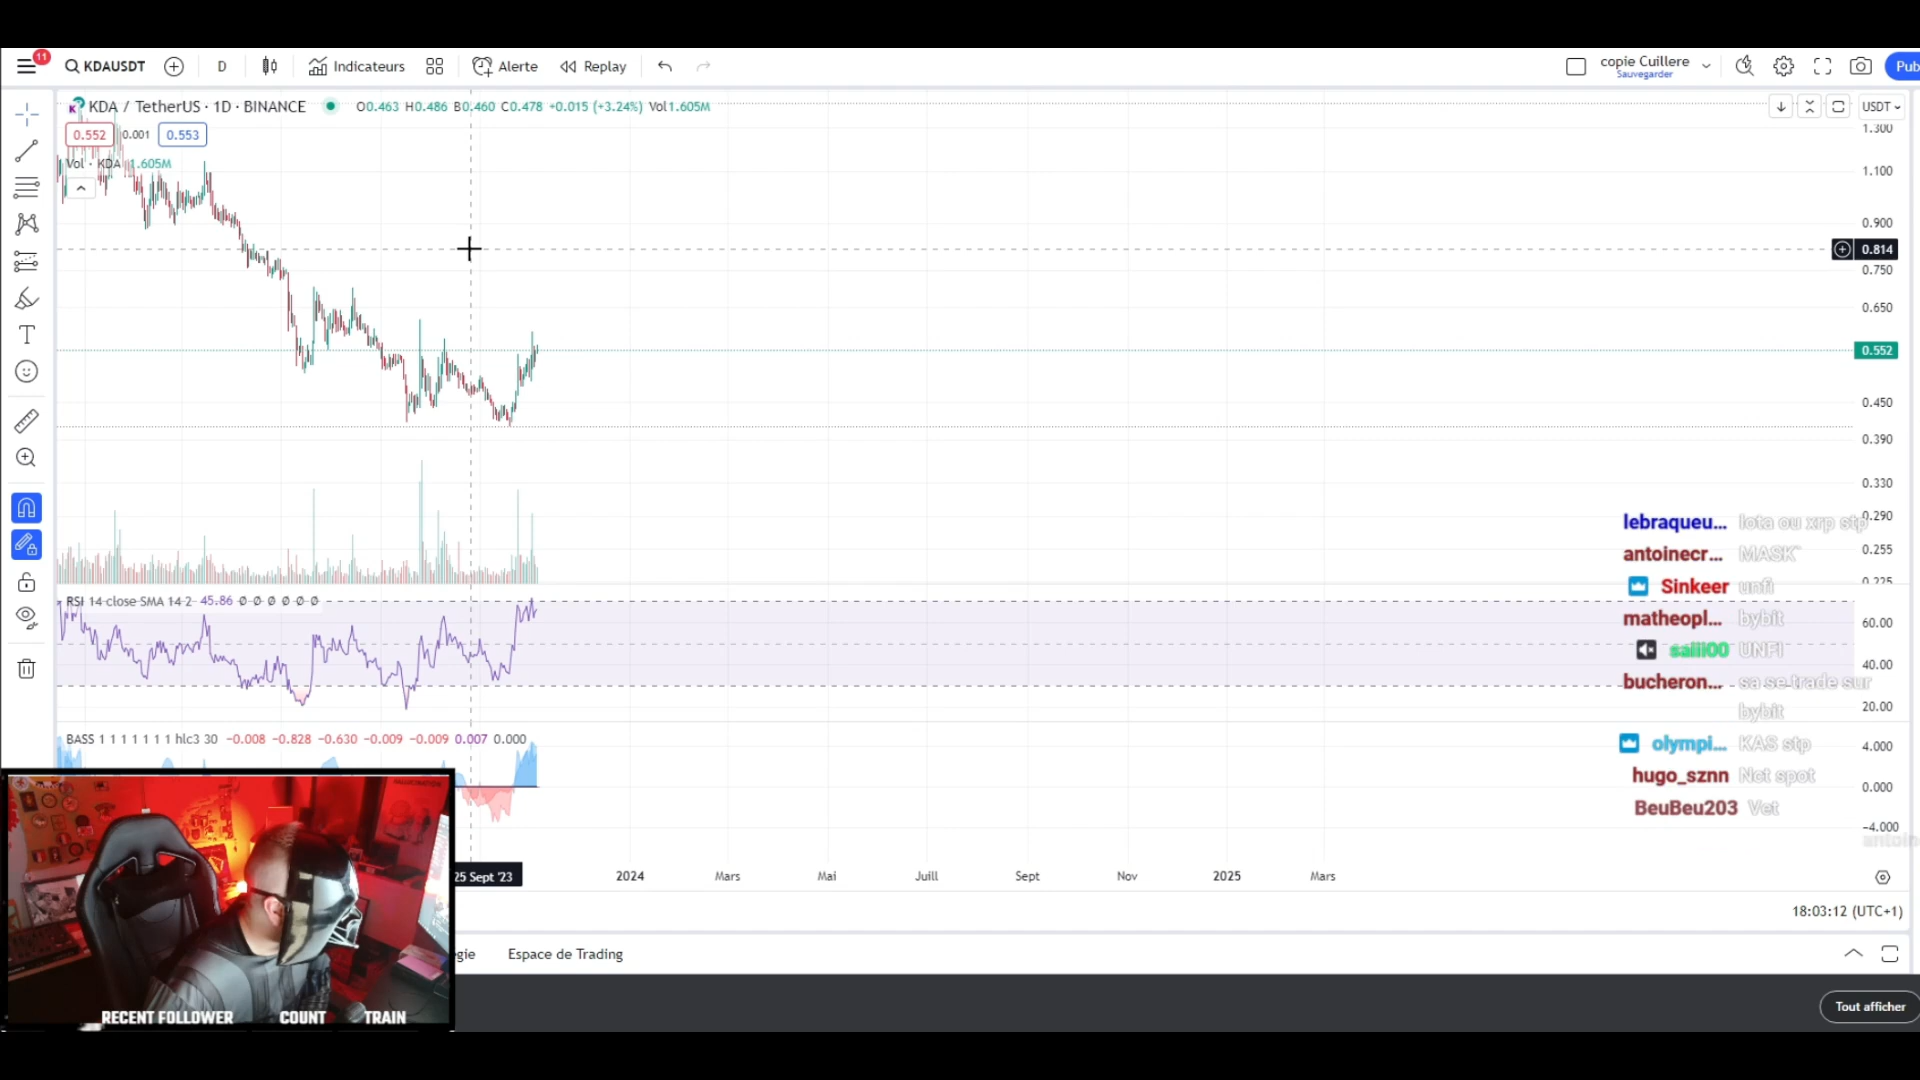 11
KDAUSDT
D
Indicateurs
Alerte
Replay
copie Cuillere
Sauvegarder
Pub
KDA / TetherUS · 1D · BINANCE
O0.463 H0.486 B0.460 C0.478 +0.015 (+3.24%) Vol1.605M
USDT
0.552
0.001
0.553
Vol · KDA 1.605M
1.300
1.100
0.900
0.814
0.750
0.650
0.552
0.450
0.390
0.330
0.290
0.255
0.225
lebraqueu... Iota ou xrp stp
antoinecr... MASK
Sinkeer unfi
matheopl... bybit
saiii00 UNFI
bucheron... sa se trade sur
bybit
olympi... KAS stp
hugo_sznn Nct spot
BeuBeu203 Vet
antoin
RSI 14 close SMA 14 2 45.86 Ø Ø Ø Ø Ø Ø
60.00
40.00
20.00
BASS 1 1 1 1 1 1 1 hlc3 30 −0.008 −0.828 −0.630 −0.009 −0.009 0.007 0.000
4.000
0.000
−4.000
25 Sept '23
2024
Mars
Mai
Juill
Sept
Nov
2025
Mars
18:03:12 (UTC+1)
gie
Espace de Trading
Tout afficher
RECENT FOLLOWER
COUNT
TRAIN